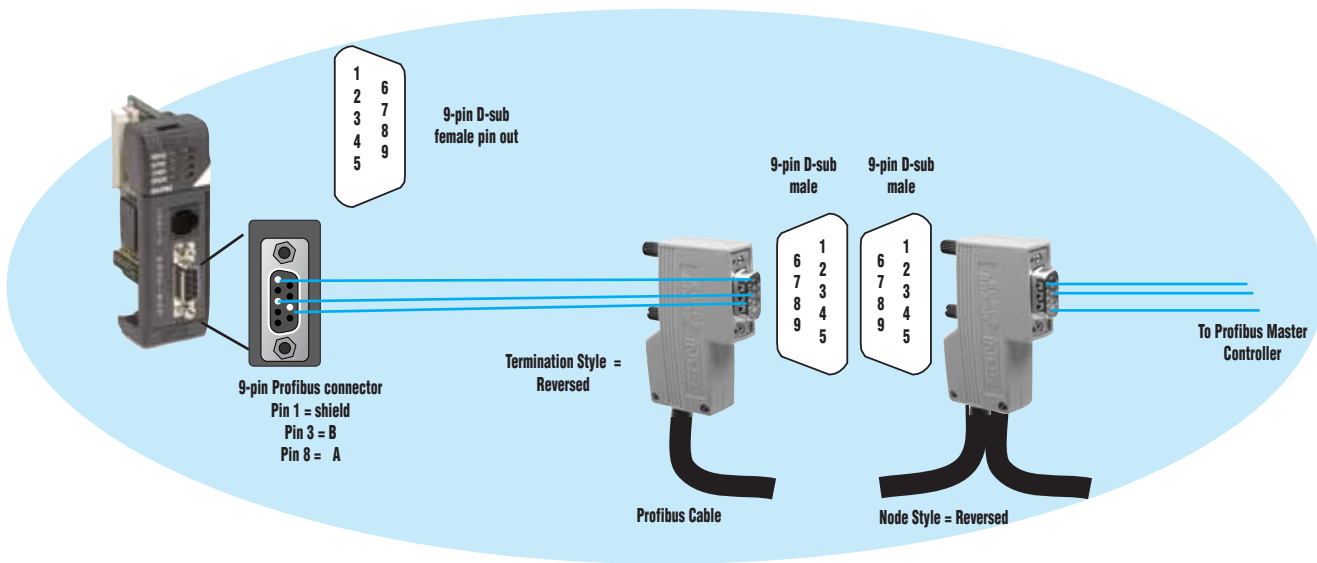 1
2
3
4
5
6
7
8
9
9-pin D-sub
female pin out
9-pin D-sub
male
9-pin D-sub
male
1
2
3
4
5
6
7
8
9
1
2
3
4
5
6
7
8
9
To Profibus Master
Controller
Termination Style =
Reversed
9-pin Profibus connector
Pin 1 = shield
Pin 3 = B
Pin 8 = A
Profibus Cable
Node Style = Reversed